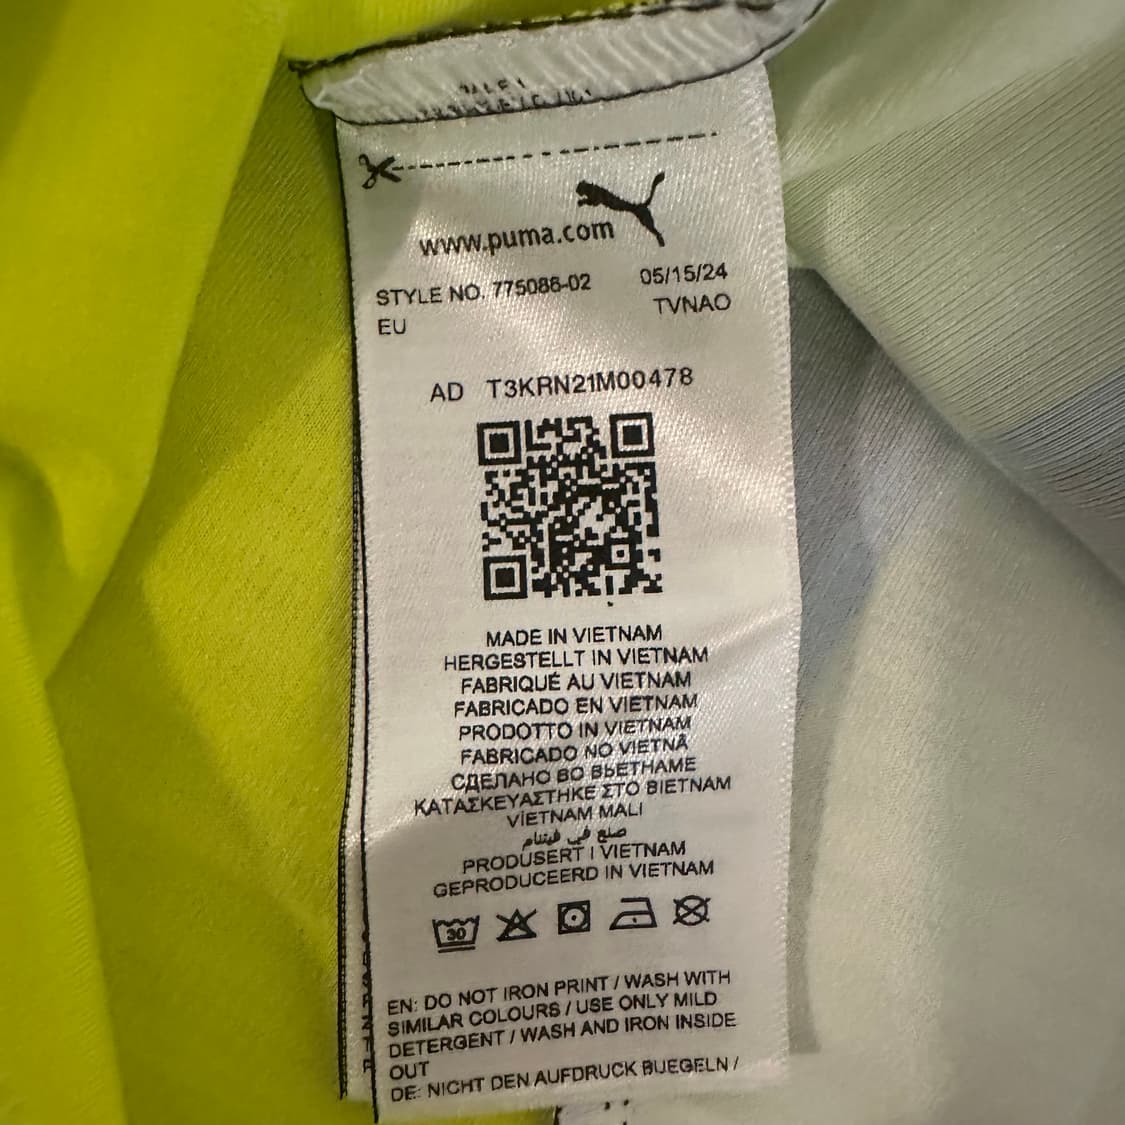 www.puma.com
STYLE NO. 775086-02 05/15/24
EU TVNAO
AD T3KRN21M00478
MADE IN VIETNAM
HERGESTELLT IN VIETNAM
FABRIQUÉ AU VIETNAM
FABRICADO EN VIETNAM
PRODOTTO IN VIETNAM
FABRICADO NO VIETNÃ
СДЕЛАНО ВО ВЬЕТНАМЕ
ΚΑΤΑΣΚΕΥΑΣΤΗΚΕ ΣΤΟ ΒΙΕΤΝΑΜ
VİETNAM MALI
صنع في فيتنام
PRODUSERT I VIETNAM
GEPRODUCEERD IN VIETNAM
30
EN: DO NOT IRON PRINT / WASH WITH
SIMILAR COLOURS / USE ONLY MILD
DETERGENT / WASH AND IRON INSIDE
OUT
DE: NICHT DEN AUFDRUCK BUEGELN /